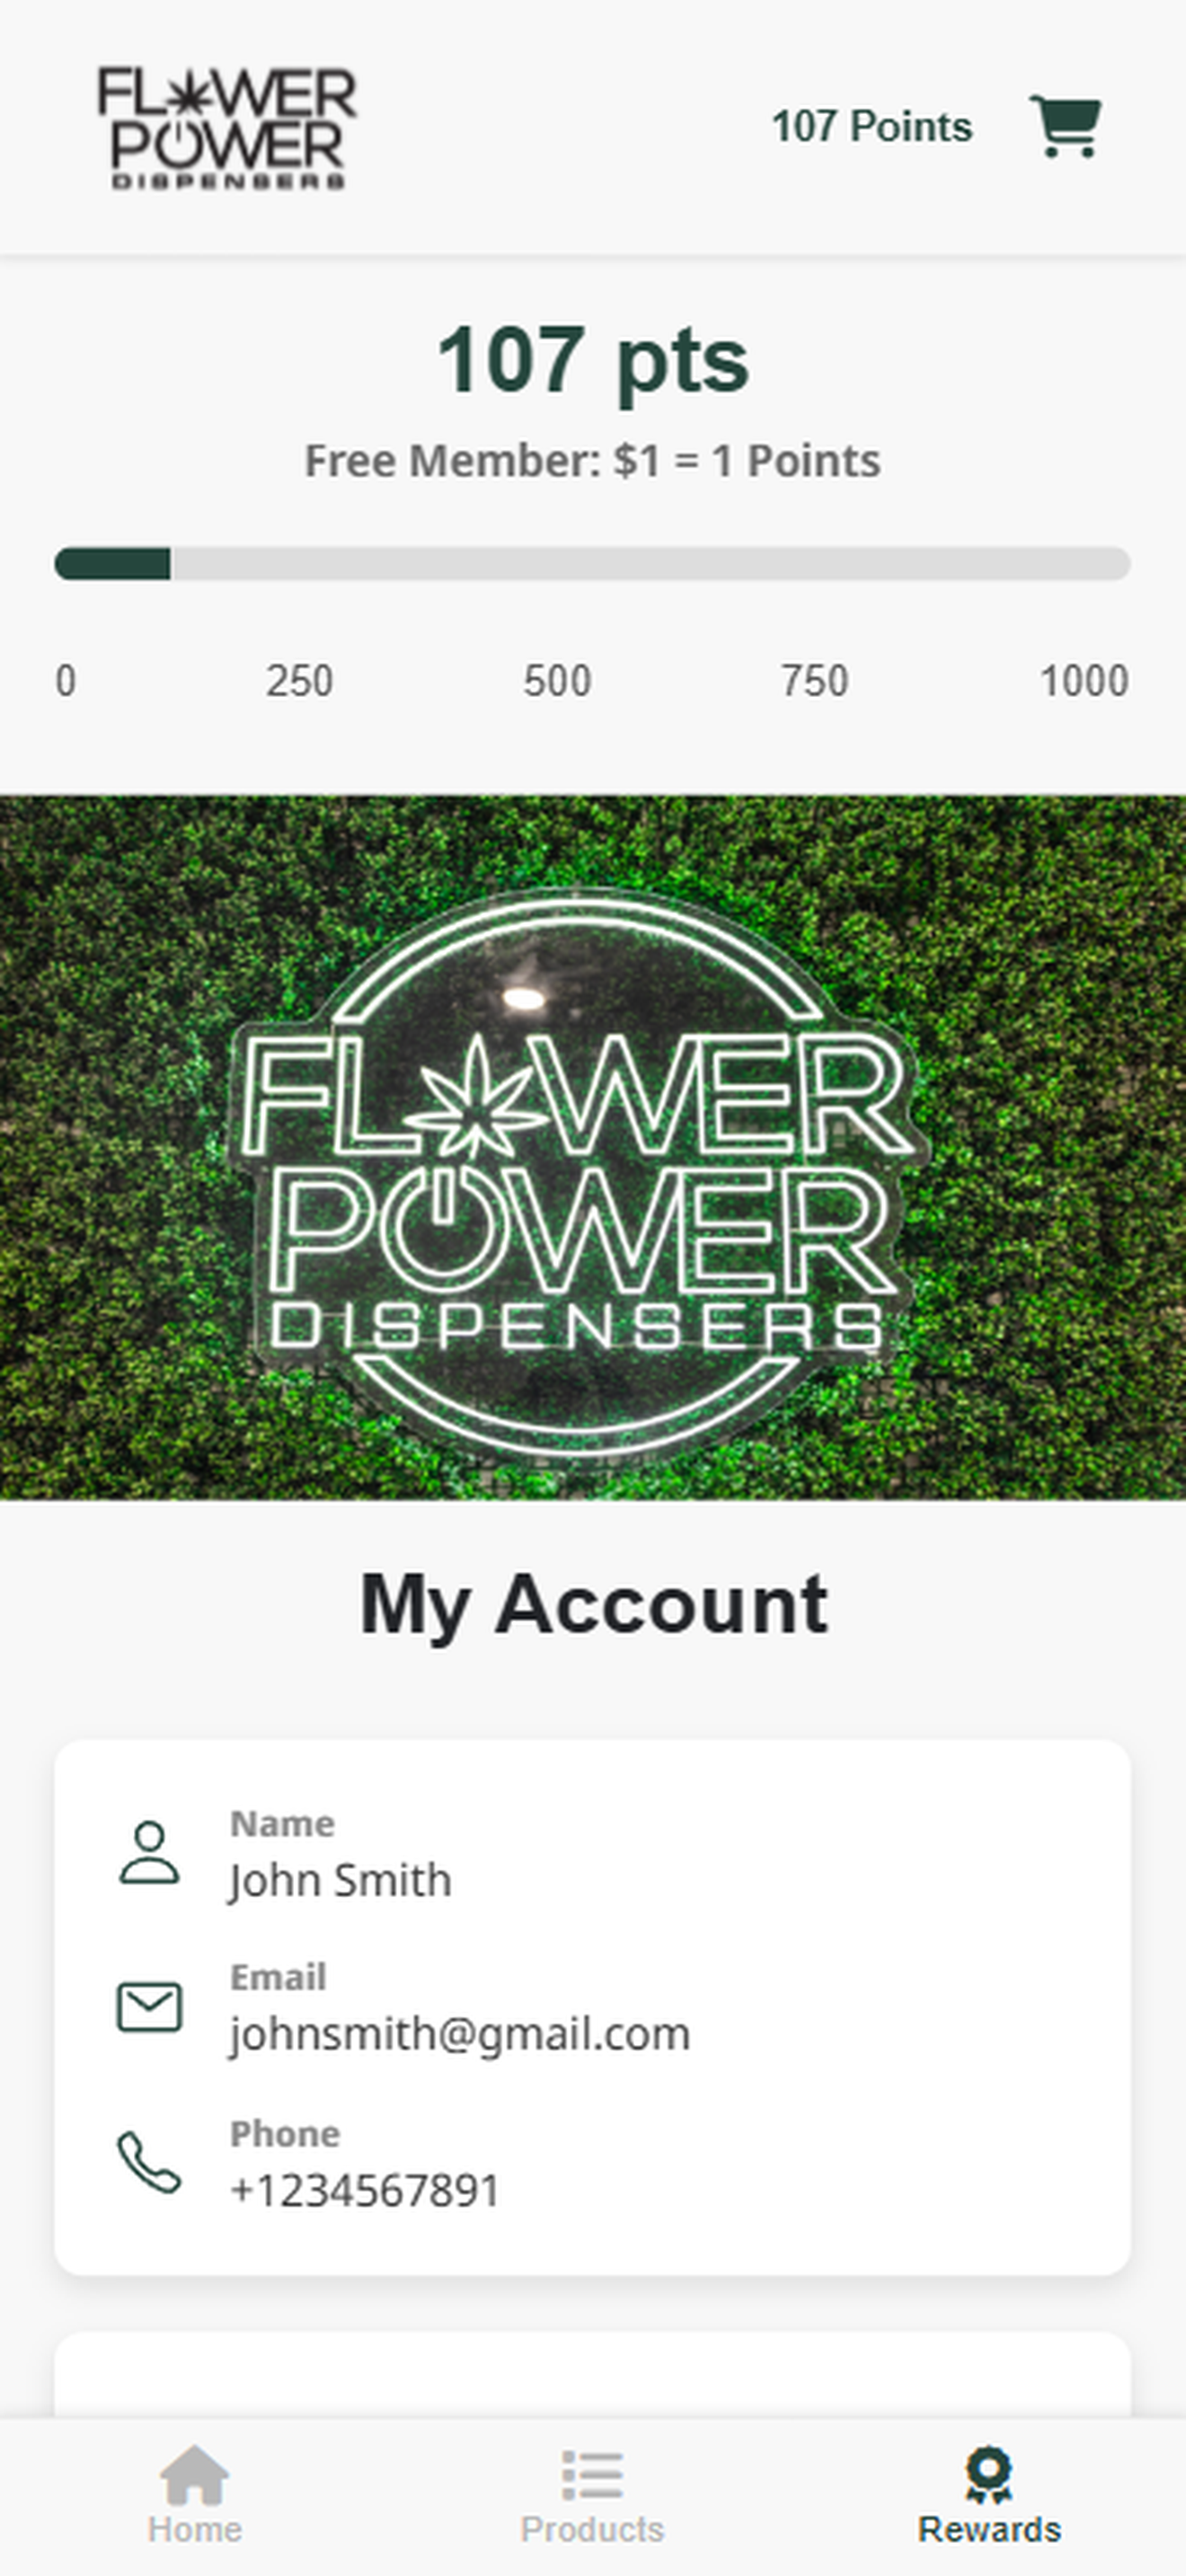 FLOWER
POWER
DISPENSERS
107 Points
107 pts
Free Member: $1 = 1 Points
0 250 500 750 1000
FLOWER
POWER
DISPENSERS
My Account
Name
John Smith
Email
johnsmith@gmail.com
Phone
+1234567891
Home Products Rewards